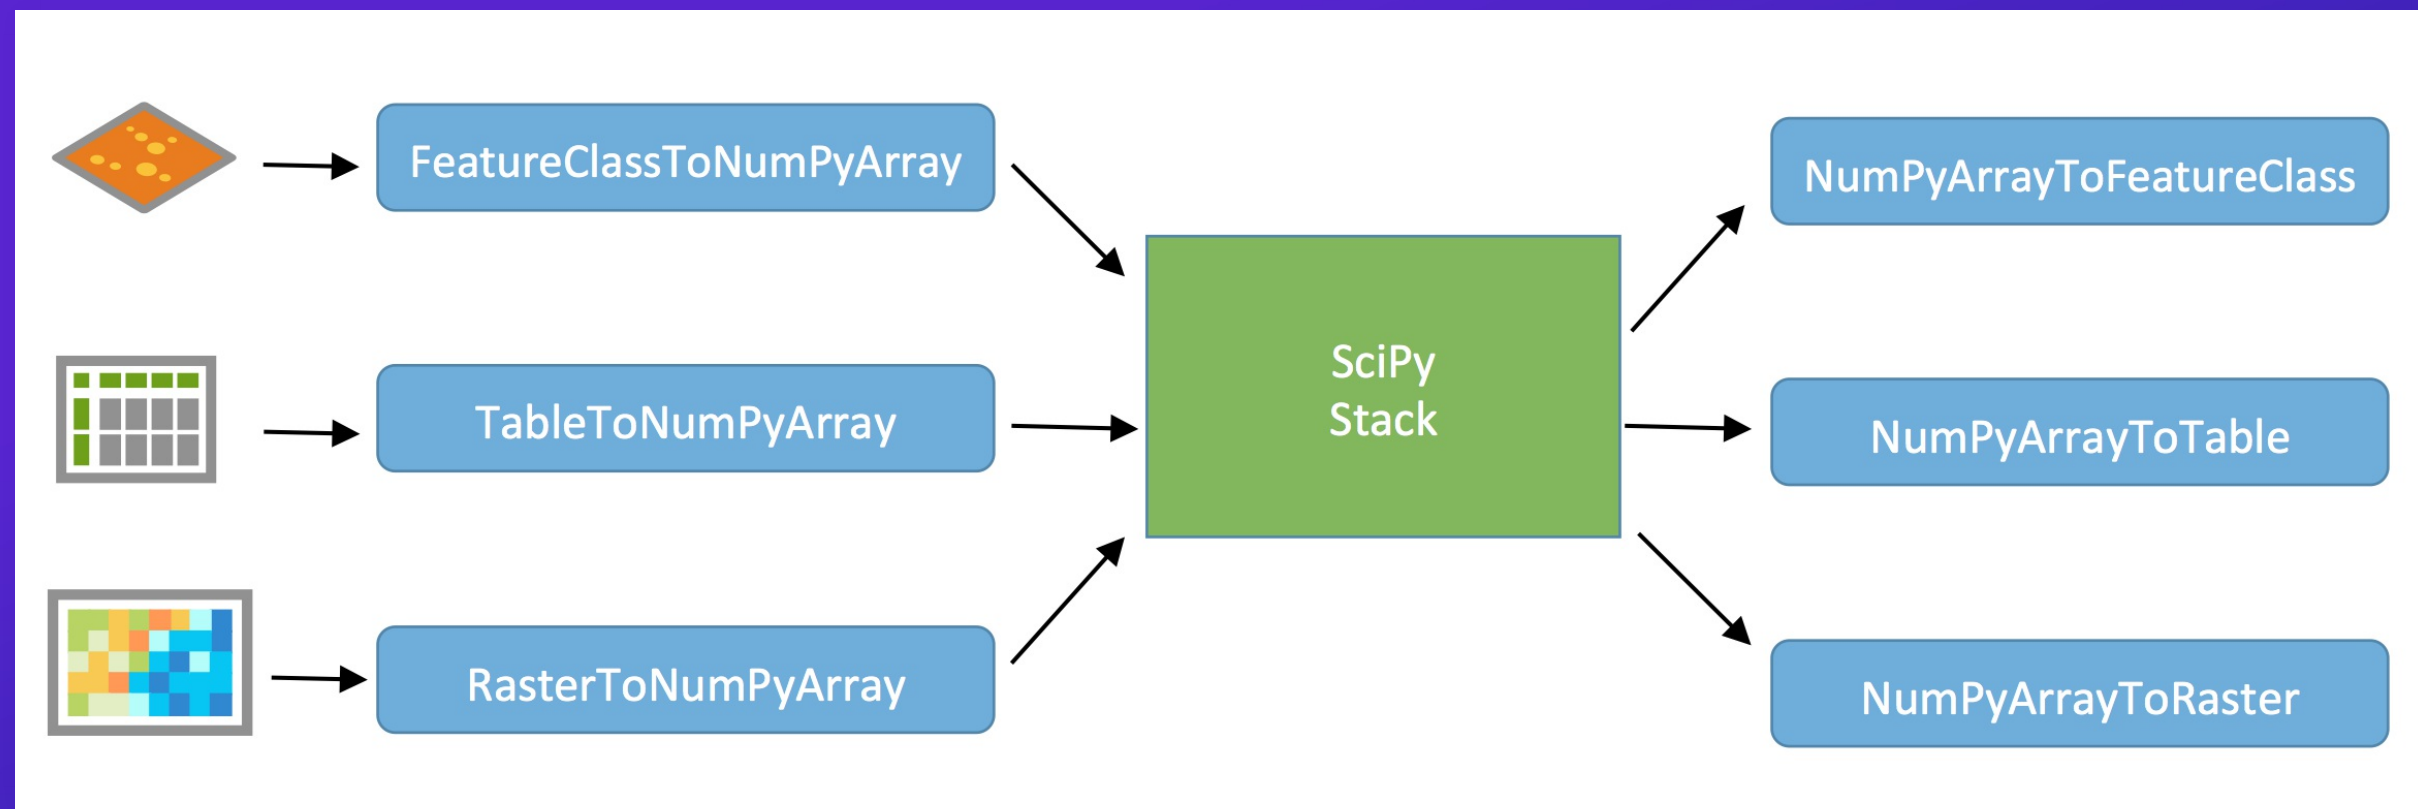 FeatureClassToNumPyArray
TableToNumPyArray
RasterToNumPyArray
SciPy
Stack
NumPyArrayToFeatureClass
NumPyArrayToTable
NumPyArrayToRaster